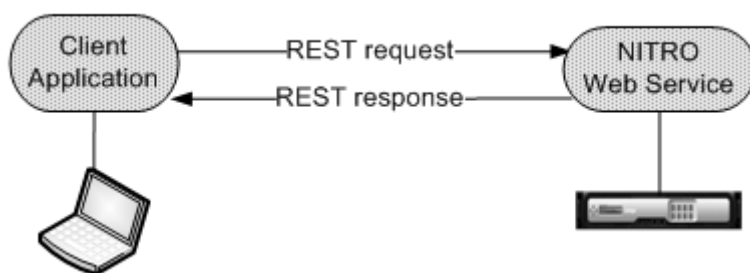 Client
Application
REST request
REST response
NITRO
Web Service